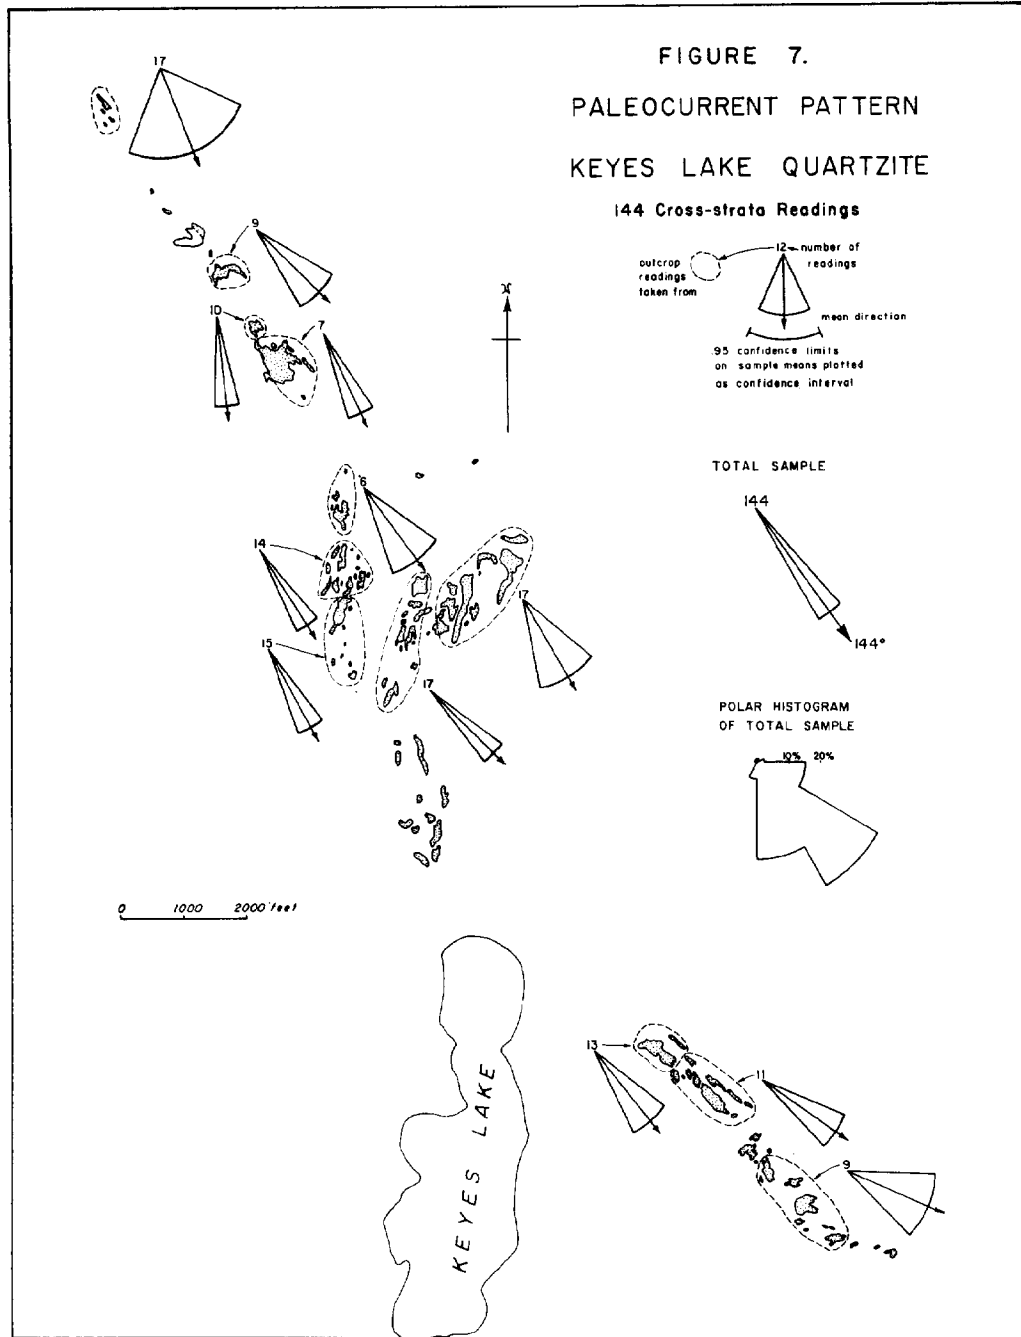 FIGURE 7.
PALEOCURRENT PATTERN
KEYES LAKE QUARTZITE
144 Cross-strata Readings
12 number of
readings
outcrop
readings
taken from
mean direction
.95 confidence limits
on sample means plotted
as confidence interval
N
17
9
10
7
6
14
17
15
17
TOTAL SAMPLE
144
144°
POLAR HISTOGRAM
OF TOTAL SAMPLE
10% 20%
0 1000 2000 feet
KEYES LAKE
13
11
9